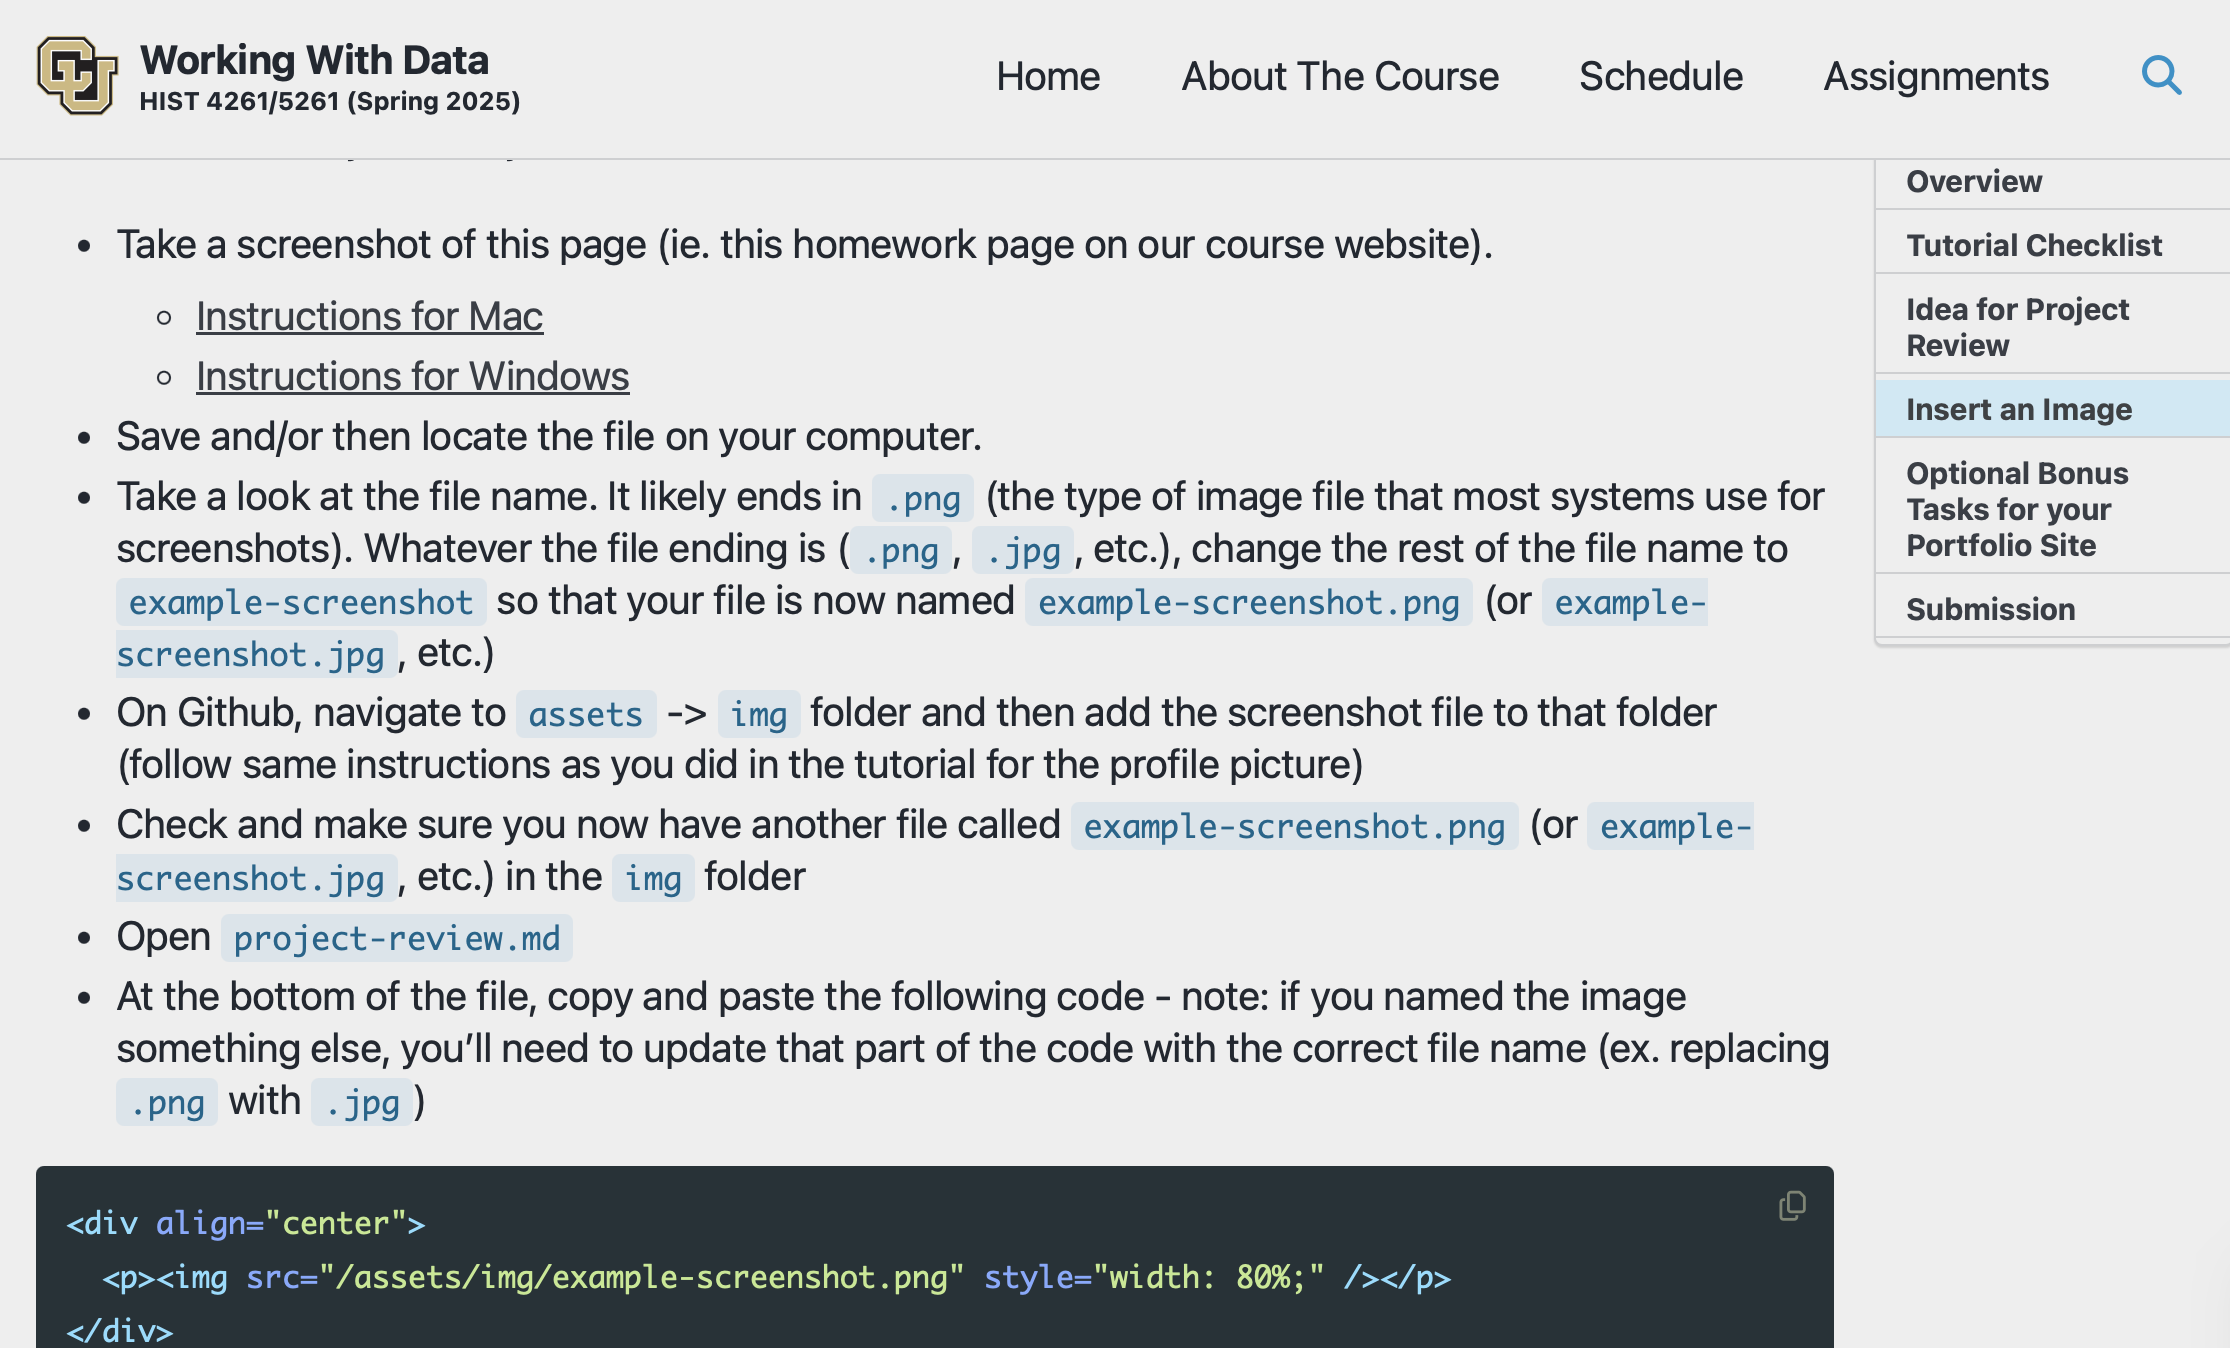 Working With Data
HIST 4261/5261 (Spring 2025)
Home
About The Course
Schedule
Assignments
• Take a screenshot of this page (ie. this homework page on our course website).
◦ Instructions for Mac
◦ Instructions for Windows
• Save and/or then locate the file on your computer.
• Take a look at the file name. It likely ends in .png (the type of image file that most systems use for
screenshots). Whatever the file ending is (.png, .jpg, etc.), change the rest of the file name to
example-screenshot so that your file is now named example-screenshot.png (or example-
screenshot.jpg, etc.)
• On Github, navigate to assets -> img folder and then add the screenshot file to that folder
(follow same instructions as you did in the tutorial for the profile picture)
• Check and make sure you now have another file called example-screenshot.png (or example-
screenshot.jpg, etc.) in the img folder
• Open project-review.md
• At the bottom of the file, copy and paste the following code - note: if you named the image
something else, you’ll need to update that part of the code with the correct file name (ex. replacing
.png with .jpg)
<div align="center">
  <p><img src="/assets/img/example-screenshot.png" style="width: 80%;" /></p>
</div>
Overview
Tutorial Checklist
Idea for Project
Review
Insert an Image
Optional Bonus
Tasks for your
Portfolio Site
Submission